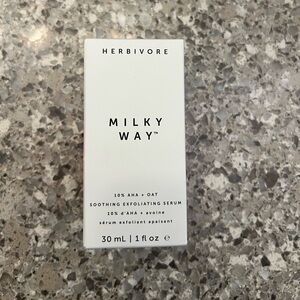 HERBIVORE
MILKY
WAY™
10% AHA + OAT
SOOTHING EXFOLIATING SERUM
10% d'AHA + avoine
sérum exfoliant apaisant
30 mL | 1 fl oz ℮